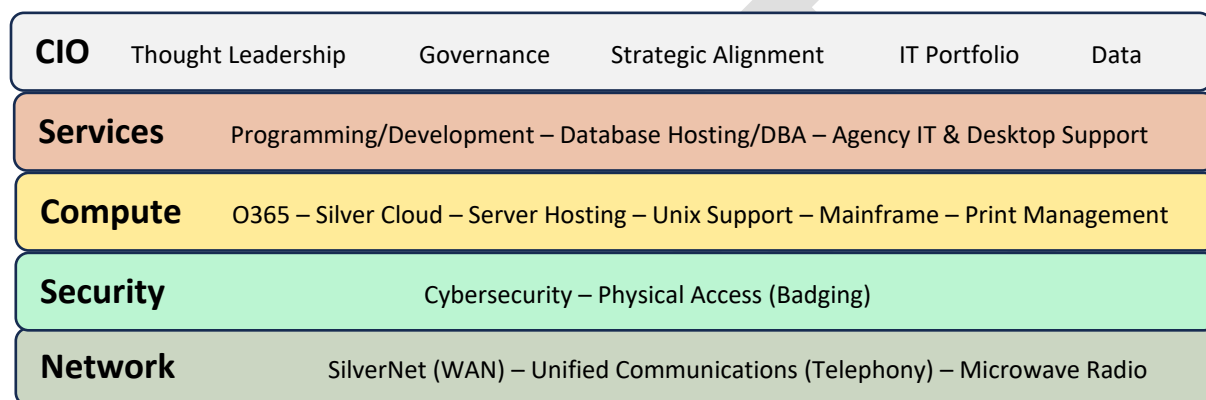 CIO Thought Leadership Governance Strategic Alignment IT Portfolio Data
Services Programming/Development – Database Hosting/DBA – Agency IT & Desktop Support
Compute O365 – Silver Cloud – Server Hosting – Unix Support – Mainframe – Print Management
Security Cybersecurity – Physical Access (Badging)
Network SilverNet (WAN) – Unified Communications (Telephony) – Microwave Radio